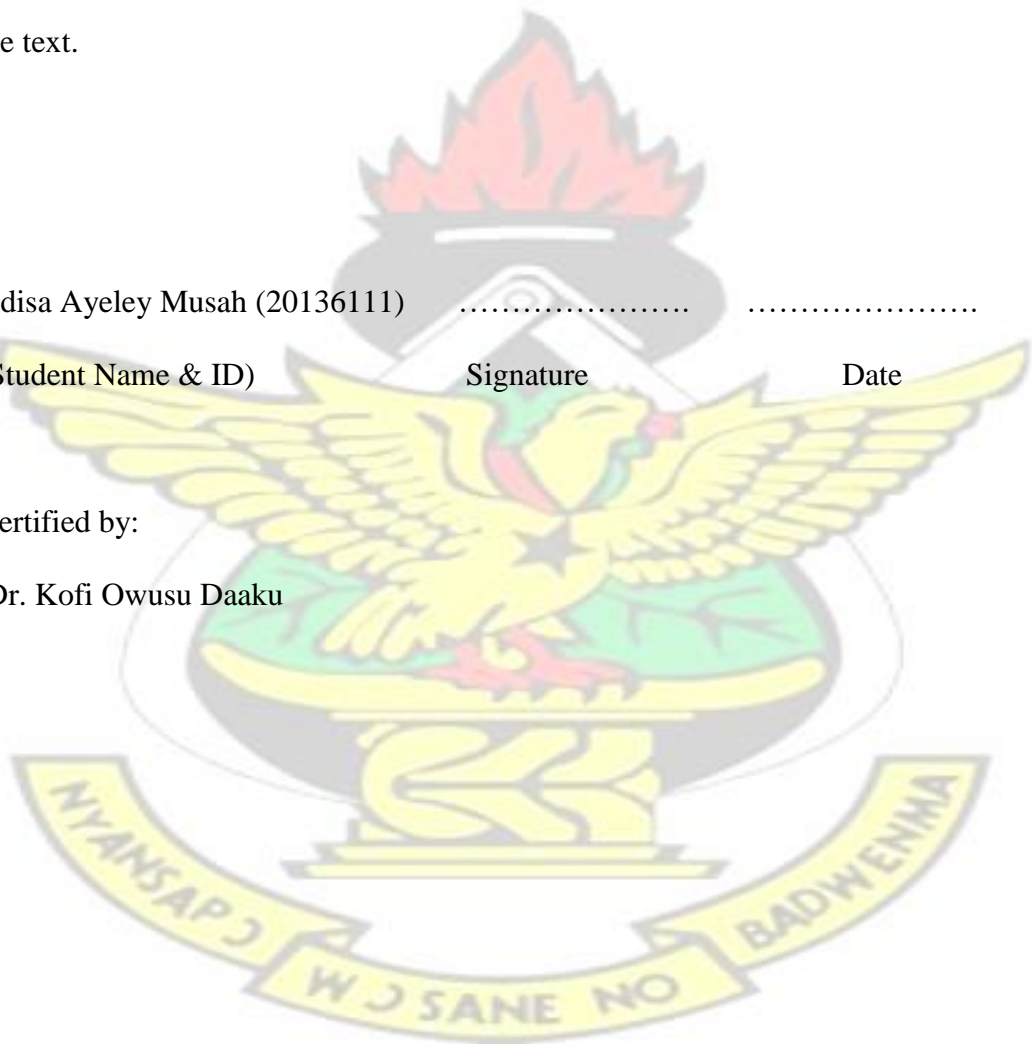 e text.
disa Ayeley Musah (20136111) …………………. ………………….
Student Name & ID) Signature Date
ertified by:
Dr. Kofi Owusu Daaku
NYANSAPƆ WƆSANE NO BADWENMA